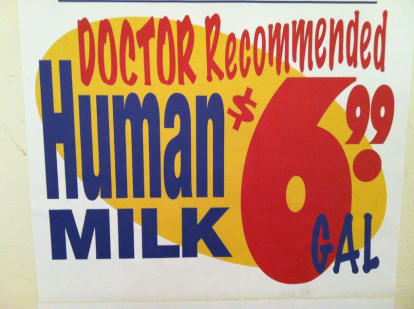 DOCTOR Recommended
Human
MILK
$6.99
GAL